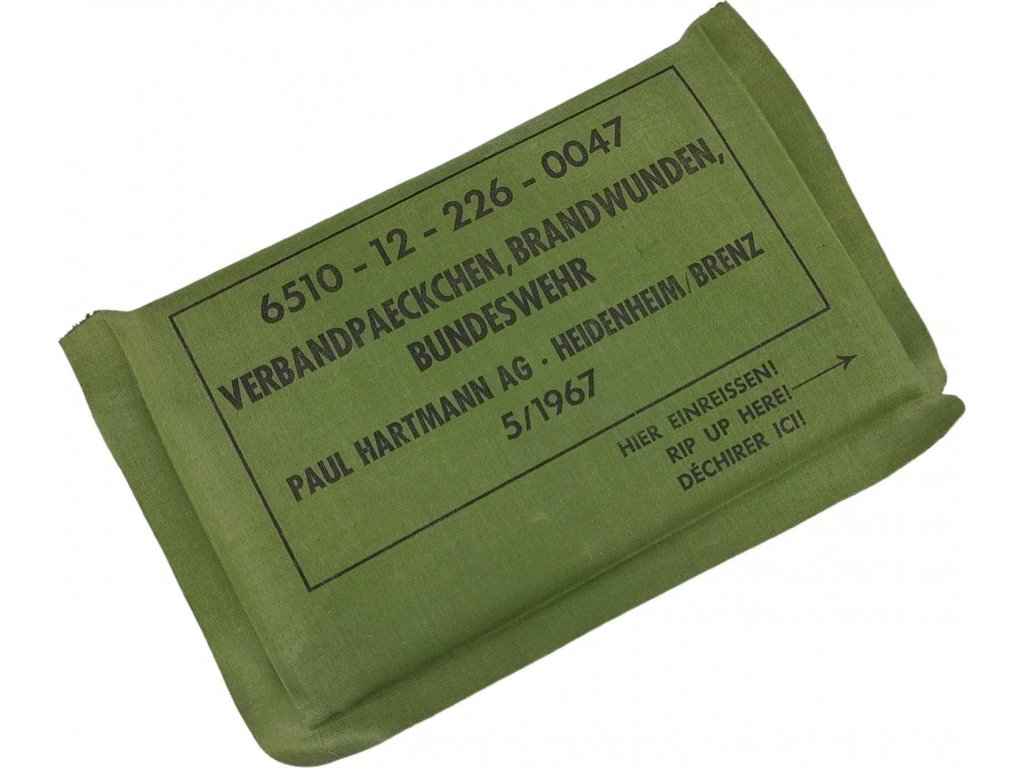 6510 - 12 - 226 - 0047
VERBANDPAECKCHEN, BRANDWUNDEN,
BUNDESWEHR
PAUL HARTMANN AG . HEIDENHEIM/BRENZ
5/1967
HIER EINREISSEN!
RIP UP HERE!
DÉCHIRER ICI!